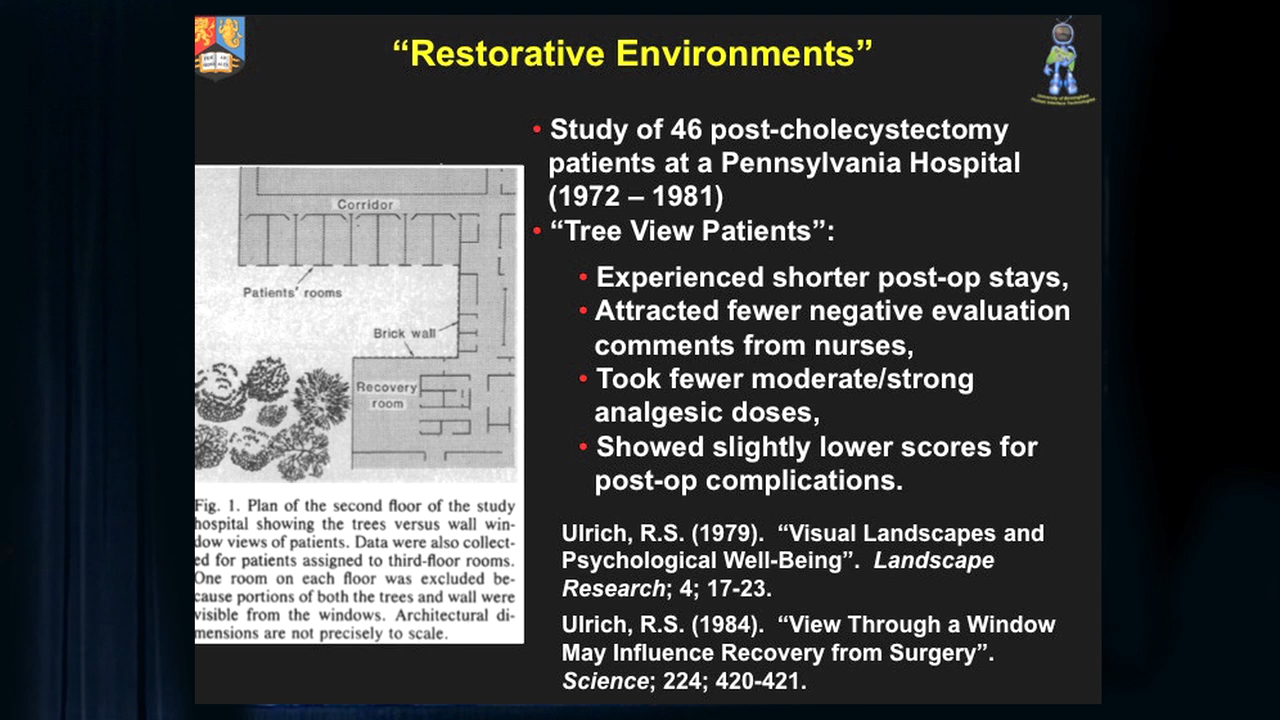 “Restorative Environments”
University of Birmingham
Human Interface Technologies
• Study of 46 post-cholecystectomy
patients at a Pennsylvania Hospital
(1972 – 1981)
• “Tree View Patients”:
• Experienced shorter post-op stays,
• Attracted fewer negative evaluation
comments from nurses,
• Took fewer moderate/strong
analgesic doses,
• Showed slightly lower scores for
post-op complications.
Ulrich, R.S. (1979). “Visual Landscapes and
Psychological Well-Being”. Landscape
Research; 4; 17-23.
Ulrich, R.S. (1984). “View Through a Window
May Influence Recovery from Surgery”.
Science; 224; 420-421.
Corridor
Patients' rooms
Brick wall
Recovery
room
Fig. 1. Plan of the second floor of the study
hospital showing the trees versus wall win-
dow views of patients. Data were also collect-
ed for patients assigned to third-floor rooms.
One room on each floor was excluded be-
cause portions of both the trees and wall were
visible from the windows. Architectural di-
mensions are not precisely to scale.